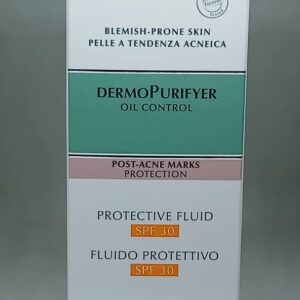 BLEMISH-PRONE SKIN
PELLE A TENDENZA ACNEICA
DERMOPURIFYER
OIL CONTROL
POST-ACNE MARKS
PROTECTION
PROTECTIVE FLUID
SPF 30
FLUIDO PROTETTIVO
SPF 30